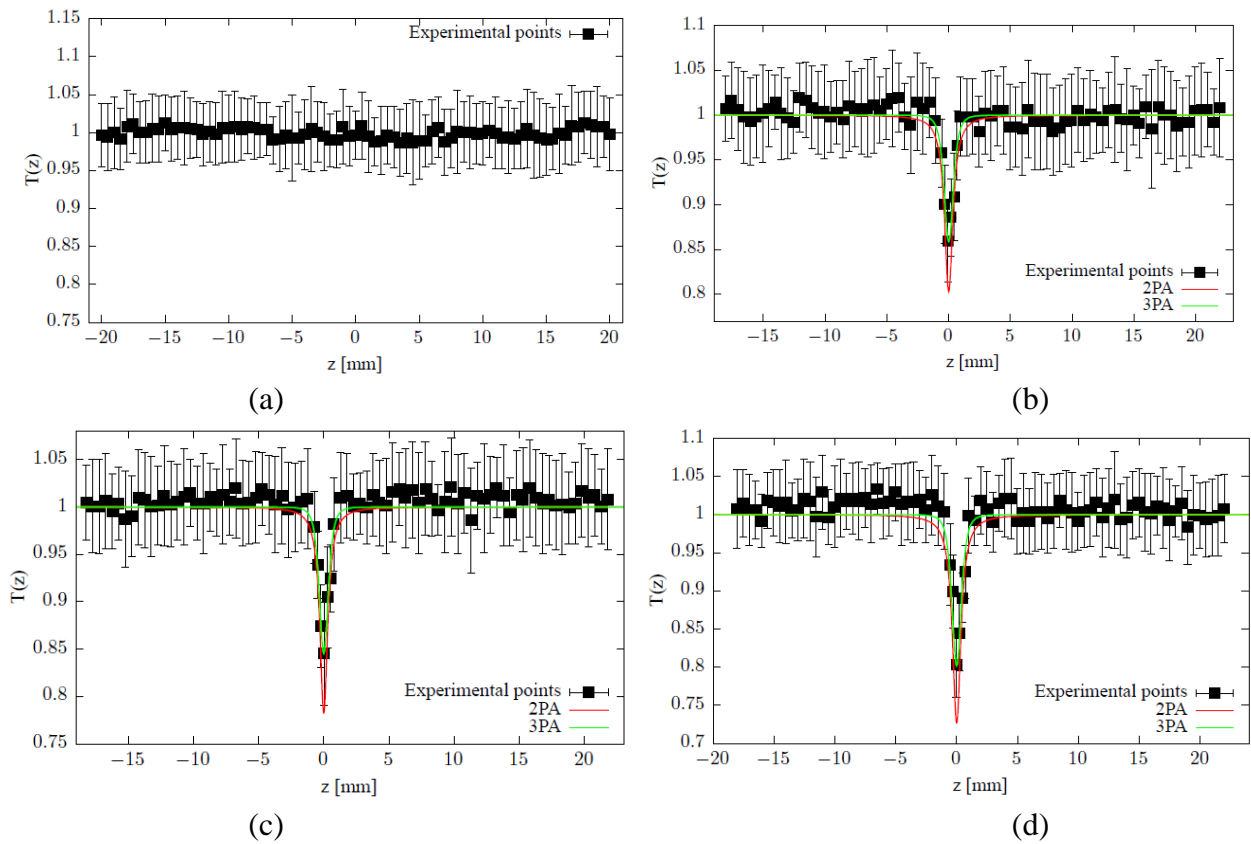 1.15
1.1
1.05
1
0.95
0.9
0.85
0.8
0.75
T(z)
Experimental points
−20 −15 −10 −5 0 5 10 15 20
z [mm]
(a)
1.1
1.05
1
0.95
0.9
0.85
0.8
T(z)
Experimental points
2PA
3PA
−15 −10 −5 0 5 10 15 20
z [mm]
(b)
1.05
1
0.95
0.9
0.85
0.8
0.75
T(z)
Experimental points
2PA
3PA
−15 −10 −5 0 5 10 15 20
z [mm]
(c)
1.1
1.05
1
0.95
0.9
0.85
0.8
0.75
0.7
T(z)
Experimental points
2PA
3PA
−20 −15 −10 −5 0 5 10 15 20
z [mm]
(d)